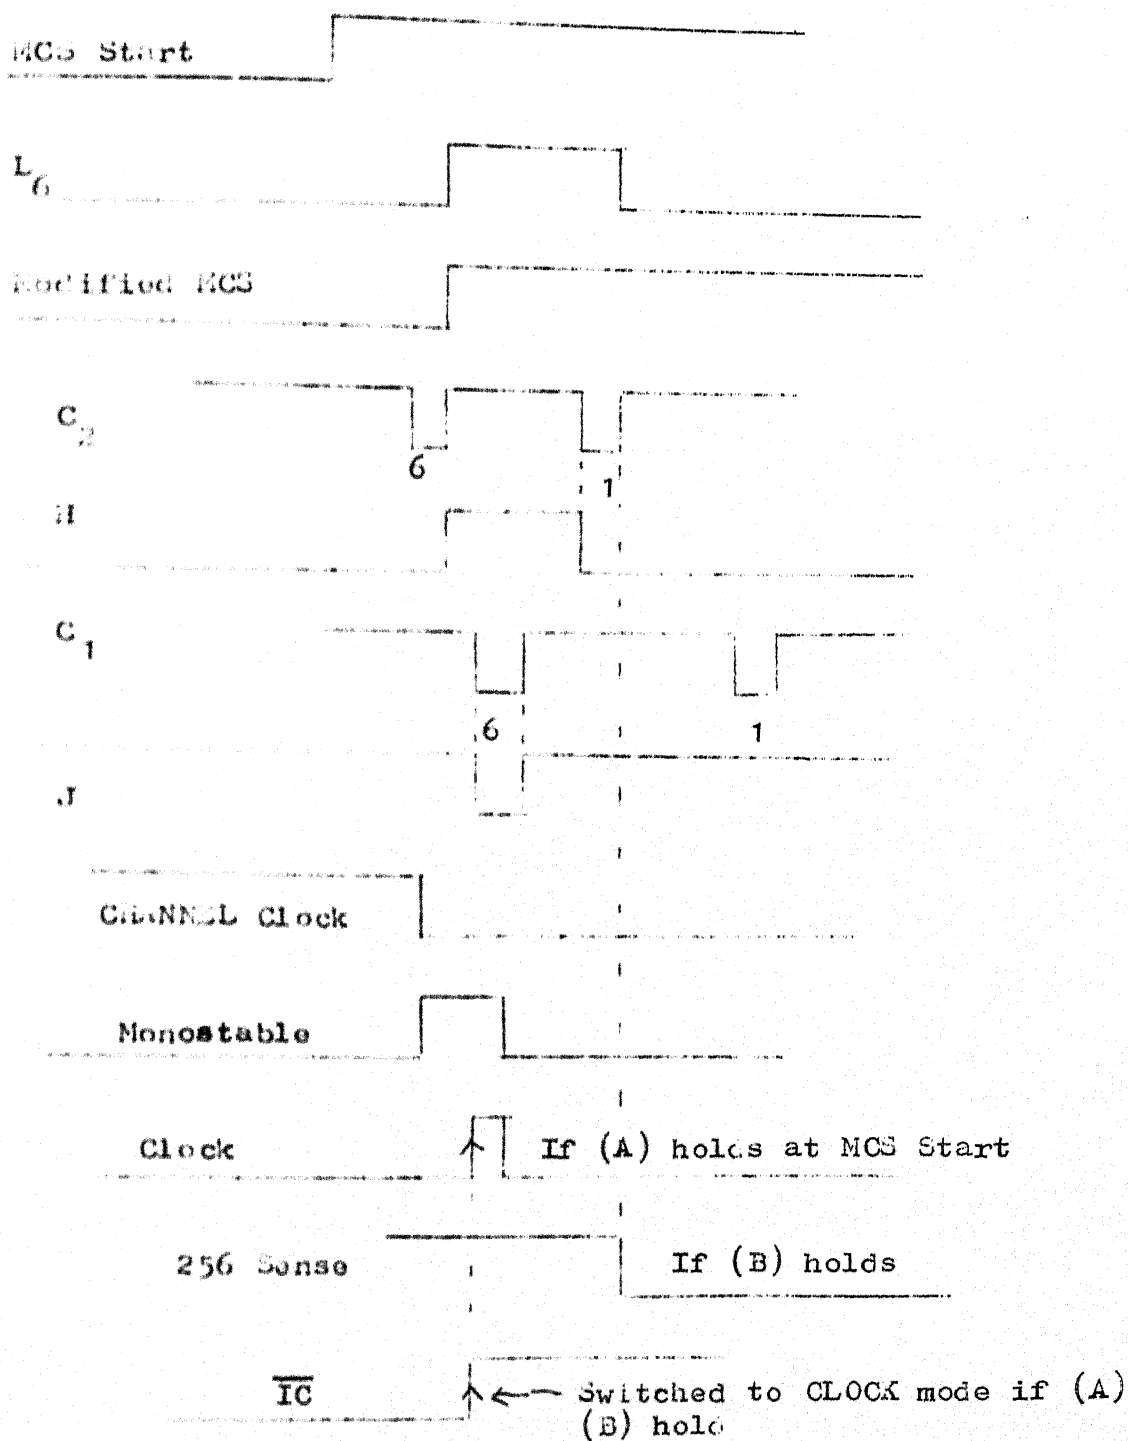 MCS Start
L6
Modified MCS
C2
6
1
H
C1
6
1
J
CHANNEL Clock
Monostable
Clock
If (A) holds at MCS Start
256 Sense
If (B) holds
IC
Switched to CLOCK mode if (A)
(B) hold